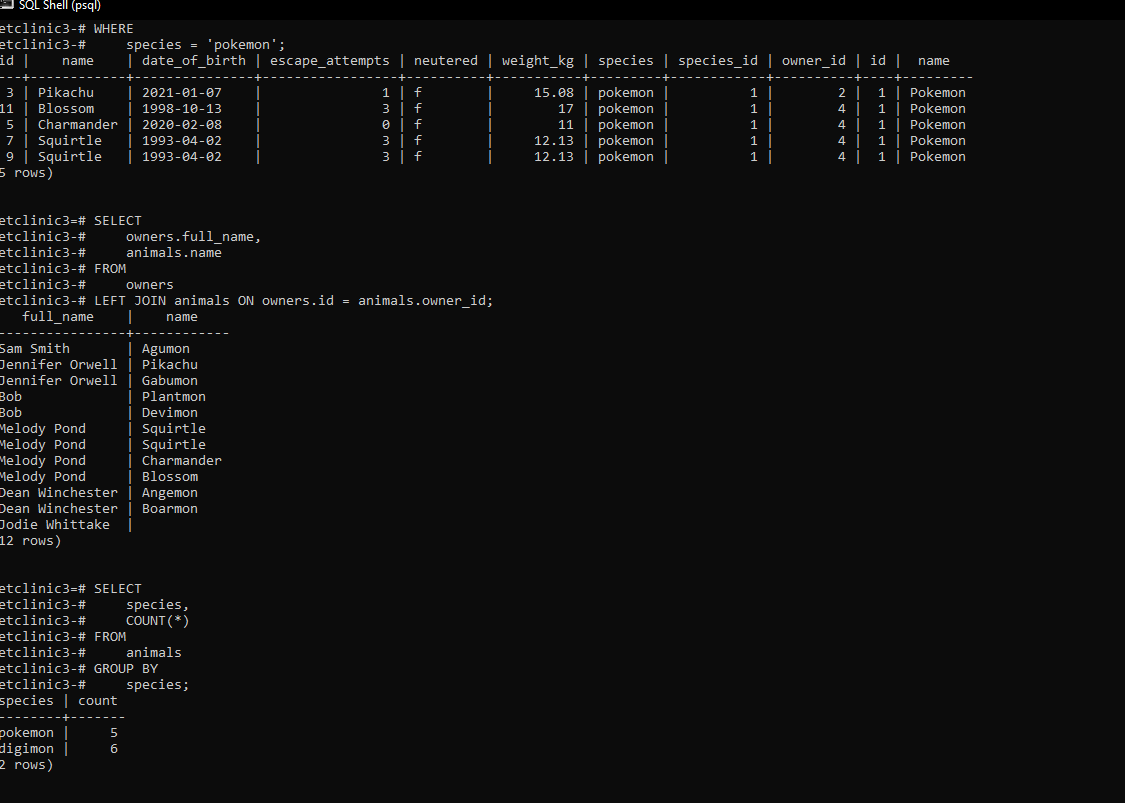 SQL Shell (psql)
etclinic3-# WHERE
etclinic3-#     species = 'pokemon';
id |    name    | date_of_birth | escape_attempts | neutered | weight_kg | species | species_id | owner_id | id |  name
---+------------+---------------+-----------------+----------+-----------+---------+------------+----------+----+---------
 3 | Pikachu    | 2021-01-07    |               1 | f        |     15.08 | pokemon |          1 |        2 |  1 | Pokemon
11 | Blossom    | 1998-10-13    |               3 | f        |        17 | pokemon |          1 |        4 |  1 | Pokemon
 5 | Charmander | 2020-02-08    |               0 | f        |        11 | pokemon |          1 |        4 |  1 | Pokemon
 7 | Squirtle   | 1993-04-02    |               3 | f        |     12.13 | pokemon |          1 |        4 |  1 | Pokemon
 9 | Squirtle   | 1993-04-02    |               3 | f        |     12.13 | pokemon |          1 |        4 |  1 | Pokemon
5 rows)
etclinic3=# SELECT
etclinic3-#     owners.full_name,
etclinic3-#     animals.name
etclinic3-# FROM
etclinic3-#     owners
etclinic3-# LEFT JOIN animals ON owners.id = animals.owner_id;
   full_name    |    name
----------------+------------
Sam Smith       | Agumon
Jennifer Orwell | Pikachu
Jennifer Orwell | Gabumon
Bob             | Plantmon
Bob             | Devimon
Melody Pond     | Squirtle
Melody Pond     | Squirtle
Melody Pond     | Charmander
Melody Pond     | Blossom
Dean Winchester | Angemon
Dean Winchester | Boarmon
Jodie Whittake  |
12 rows)
etclinic3=# SELECT
etclinic3-#     species,
etclinic3-#     COUNT(*)
etclinic3-# FROM
etclinic3-#     animals
etclinic3-# GROUP BY
etclinic3-#     species;
species | count
--------+-------
pokemon |     5
digimon |     6
2 rows)